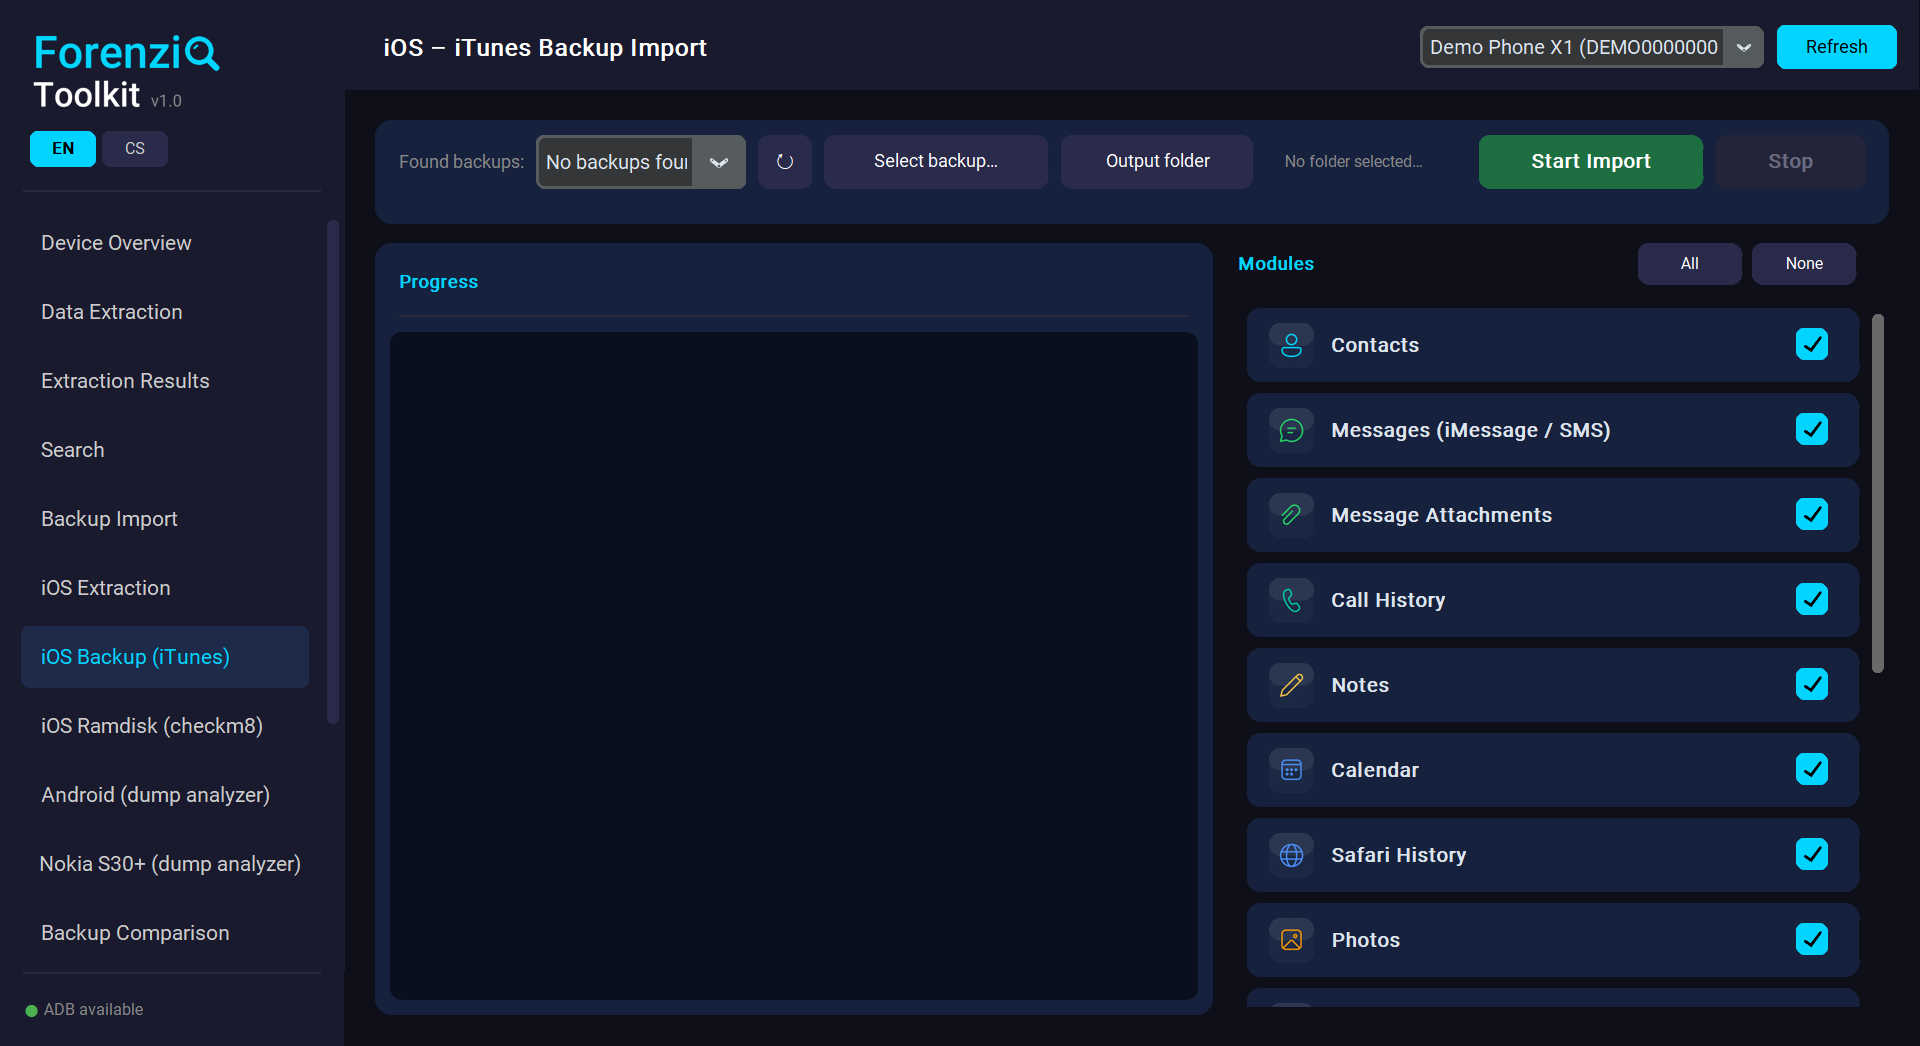 ForenziQ
Toolkit v1.0
EN CS
Device Overview
Data Extraction
Extraction Results
Search
Backup Import
iOS Extraction
iOS Backup (iTunes)
iOS Ramdisk (checkm8)
Android (dump analyzer)
Nokia S30+ (dump analyzer)
Backup Comparison
ADB available
iOS – iTunes Backup Import
Demo Phone X1 (DEMO0000000
Refresh
Found backups:
No backups four
Select backup...
Output folder
No folder selected...
Start Import
Stop
Progress
Modules
All
None
Contacts
Messages (iMessage / SMS)
Message Attachments
Call History
Notes
Calendar
Safari History
Photos